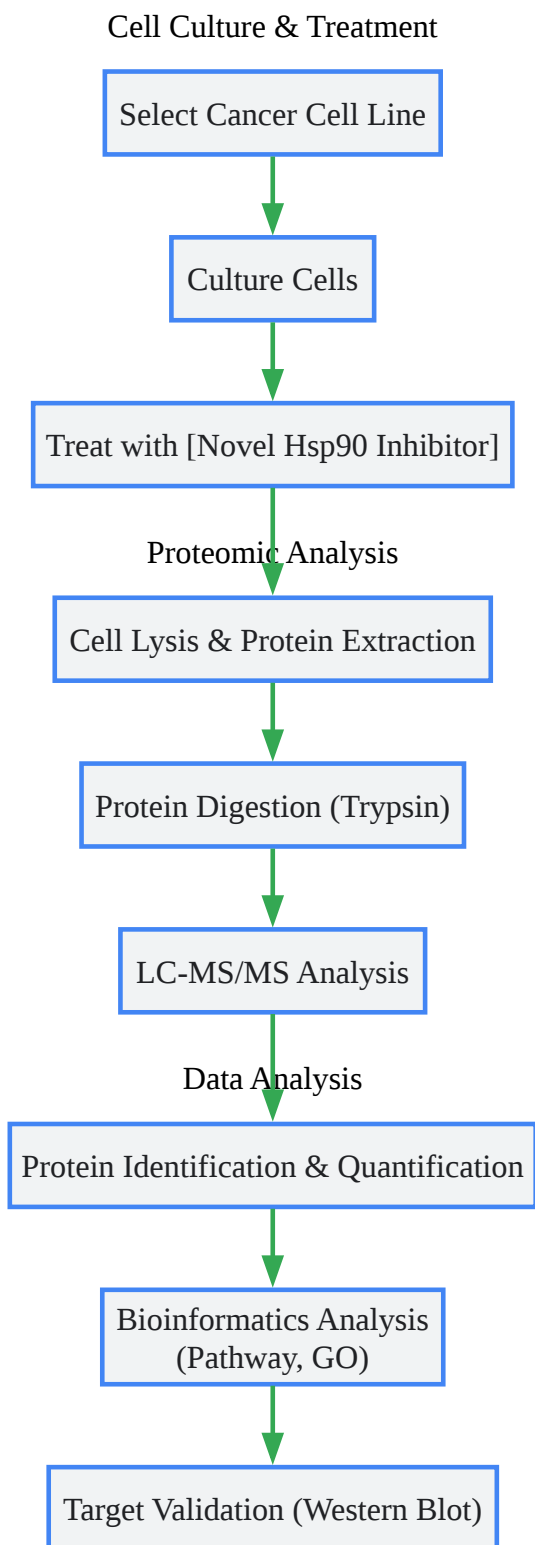 Cell Culture & Treatment
Select Cancer Cell Line
Culture Cells
Treat with [Novel Hsp90 Inhibitor]
Proteomic Analysis
Cell Lysis & Protein Extraction
Protein Digestion (Trypsin)
LC-MS/MS Analysis
Data Analysis
Protein Identification & Quantification
Bioinformatics Analysis
(Pathway, GO)
Target Validation (Western Blot)